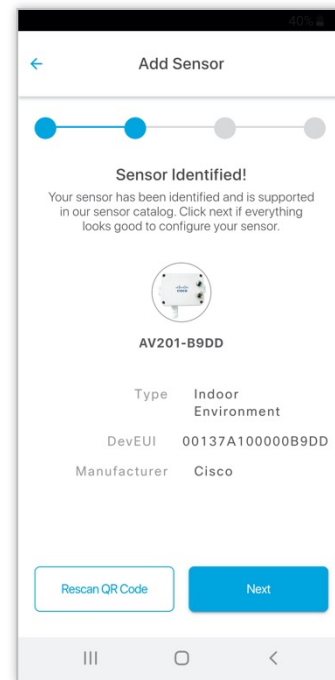 40%
Add Sensor
Sensor Identified!
Your sensor has been identified and is supported
in our sensor catalog. Click next if everything
looks good to configure your sensor.
CISCO
AV201-B9DD
Type Indoor
Environment
DevEUI 00137A100000B9DD
Manufacturer Cisco
Rescan QR Code Next